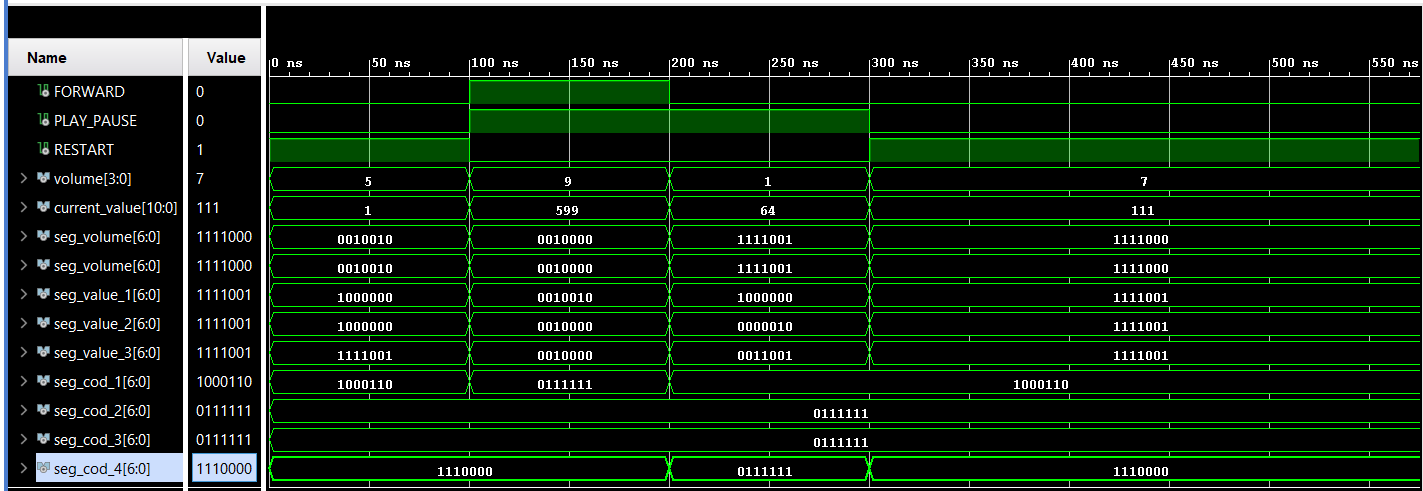 Name Value
0 ns 50 ns 100 ns 150 ns 200 ns 250 ns 300 ns 350 ns 400 ns 450 ns 500 ns 550 ns
FORWARD 0
PLAY_PAUSE 0
RESTART 1
volume[3:0] 7 5 9 1 7
current_value[10:0] 111 1 599 64 111
seg_volume[6:0] 1111000 0010010 0010000 1111001 1111000
seg_volume[6:0] 1111000 0010010 0010000 1111001 1111000
seg_value_1[6:0] 1111001 1000000 0010010 1000000 1111001
seg_value_2[6:0] 1111001 1000000 0010000 0000010 1111001
seg_value_3[6:0] 1111001 1111001 0010000 0011001 1111001
seg_cod_1[6:0] 1000110 1000110 0111111 1000110
seg_cod_2[6:0] 0111111 0111111
seg_cod_3[6:0] 0111111 0111111
seg_cod_4[6:0] 1110000 1110000 0111111 1110000